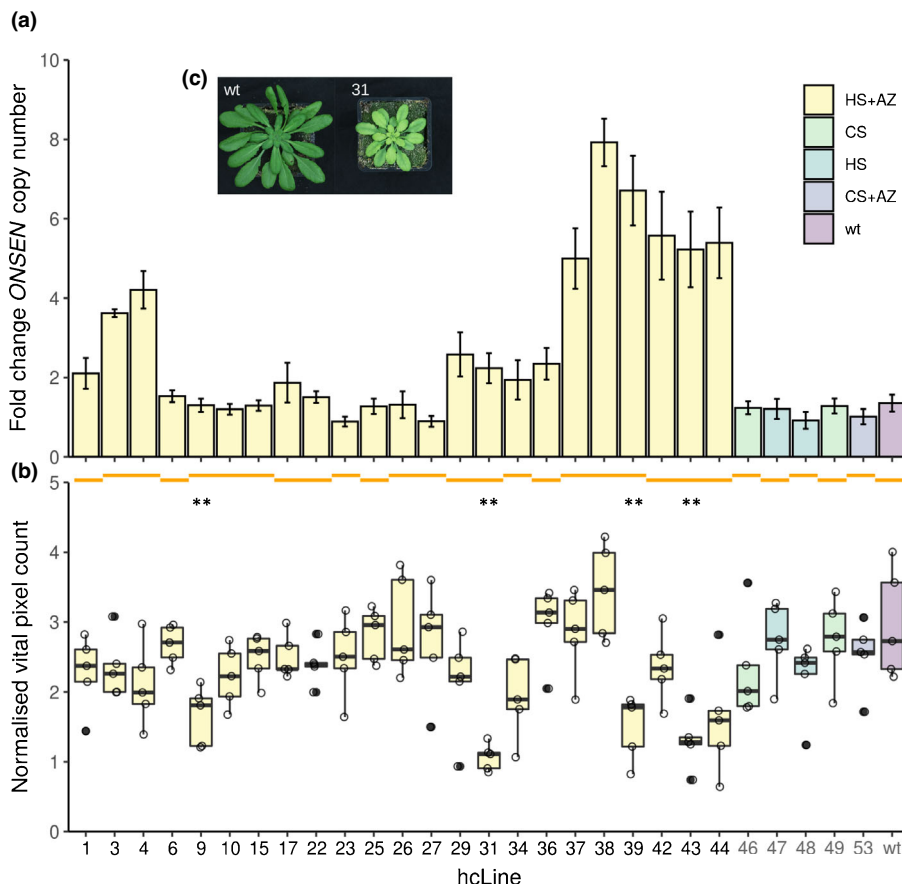 (a)
10
8
6
4
2
0
Fold change ONSEN copy number
(c)
wt
31
HS+AZ
CS
HS
CS+AZ
wt
(b)
5
4
3
2
1
0
Normalised vital pixel count
** ** ** **
1 3 4 6 9 10 15 17 22 23 25 26 27 29 31 34 36 37 38 39 42 43 44 46 47 48 49 53 wt
hcLine